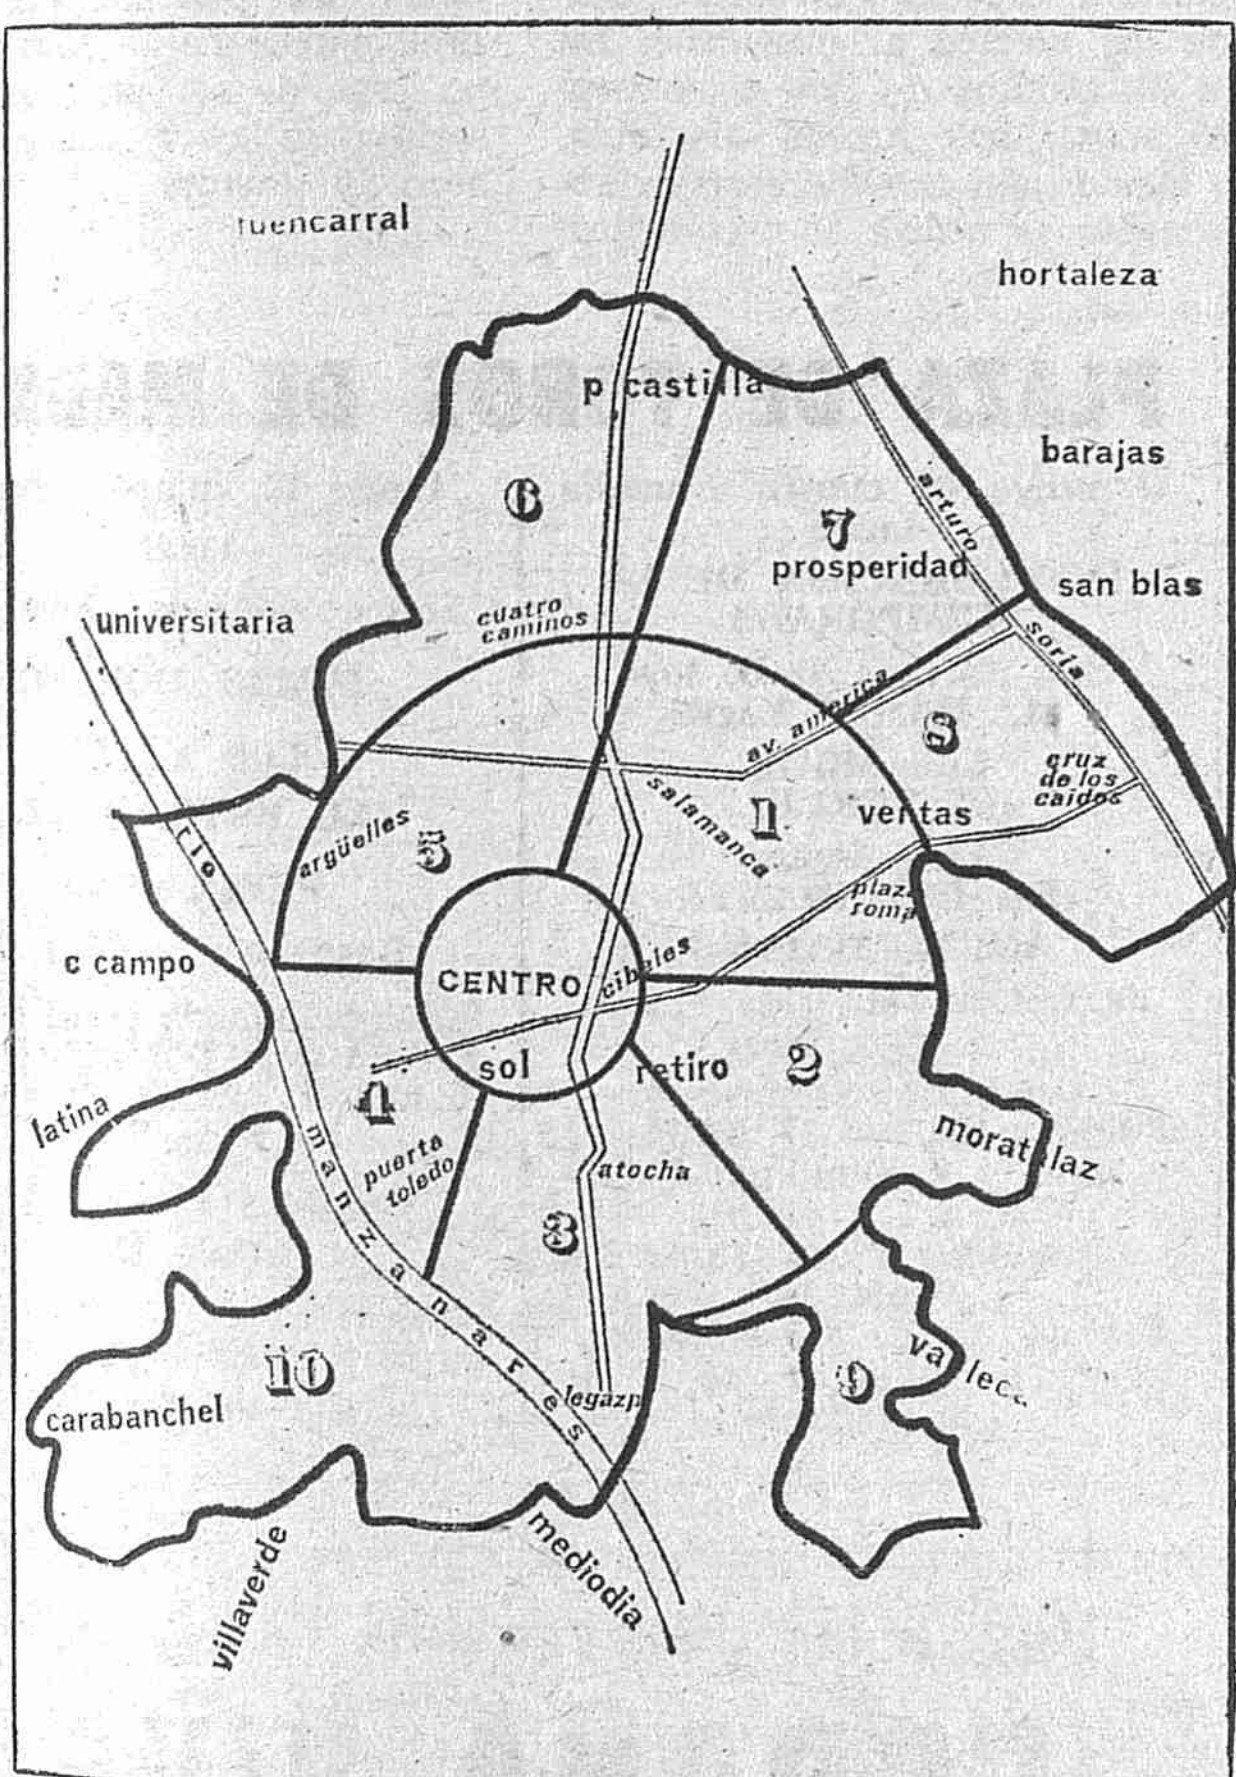 fuencarral
hortaleza
p castilla
barajas
6
7
arturo
prosperidad
san blas
cuatro
caminos
universitaria
soria
av. america
8
cruz
de los
caidos
salamanca
1
ventas
argüelles
5
rio
plaza
roma
c campo
CENTRO
cibeles
sol
retiro
2
4
latina
moratalaz
manzanares
puerta
toledo
atocha
3
9
10
legazpi
carabanchel
villaverde
mediodia